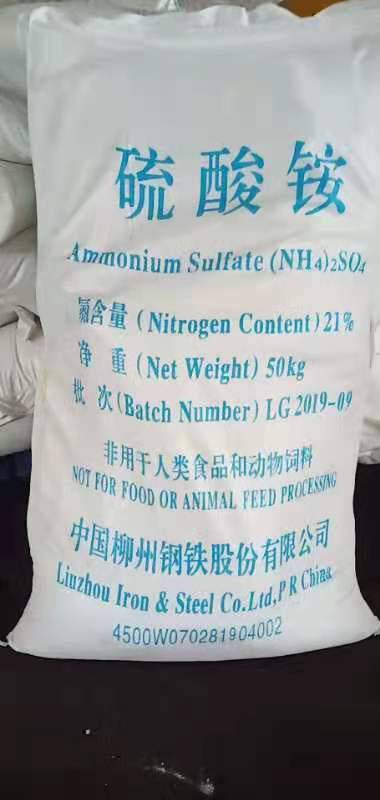 硫酸铵
Ammonium Sulfate (NH₄)₂SO₄
氮含量 (Nitrogen Content) 21%
净 重 (Net Weight) 50kg
批 次 (Batch Number) LG 2019-09
非用于人类食品和动物饲料
NOT FOR FOOD OR ANIMAL FEED PROCESSING
中国柳州钢铁股份有限公司
Liuzhou Iron & Steel Co.Ltd,P R China.
4500W070281904002